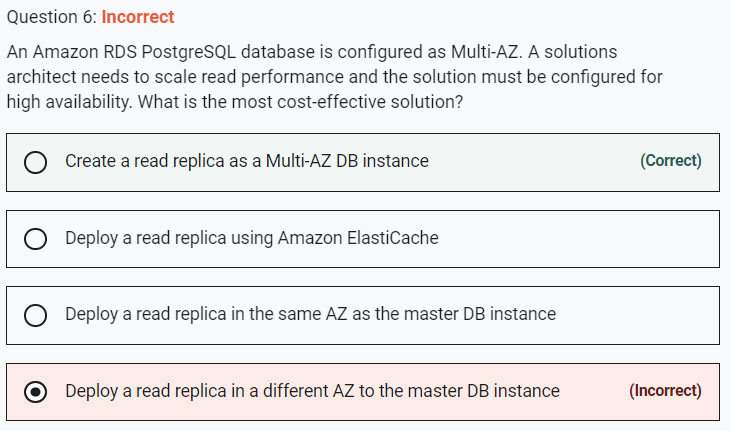 Question 6: Incorrect
An Amazon RDS PostgreSQL database is configured as Multi-AZ. A solutions
architect needs to scale read performance and the solution must be configured for
high availability. What is the most cost-effective solution?
Create a read replica as a Multi-AZ DB instance (Correct)
Deploy a read replica using Amazon ElastiCache
Deploy a read replica in the same AZ as the master DB instance
Deploy a read replica in a different AZ to the master DB instance (Incorrect)